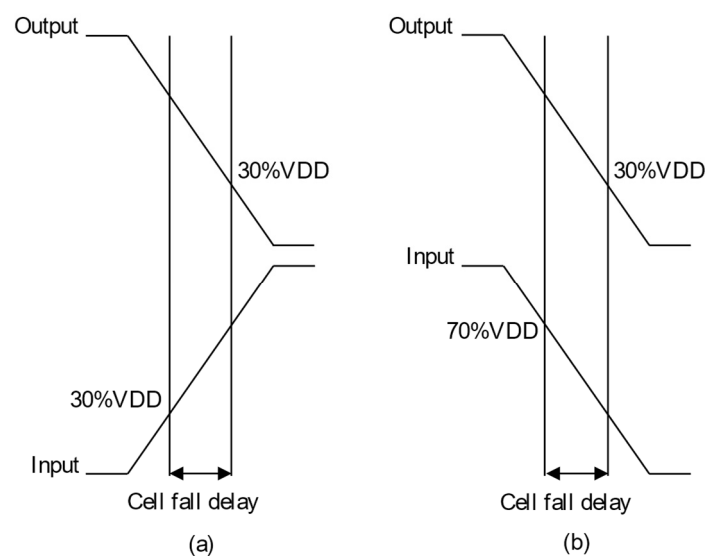 Output
30%VDD
30%VDD
Input
Cell fall delay
(a)
Output
30%VDD
Input
70%VDD
Cell fall delay
(b)